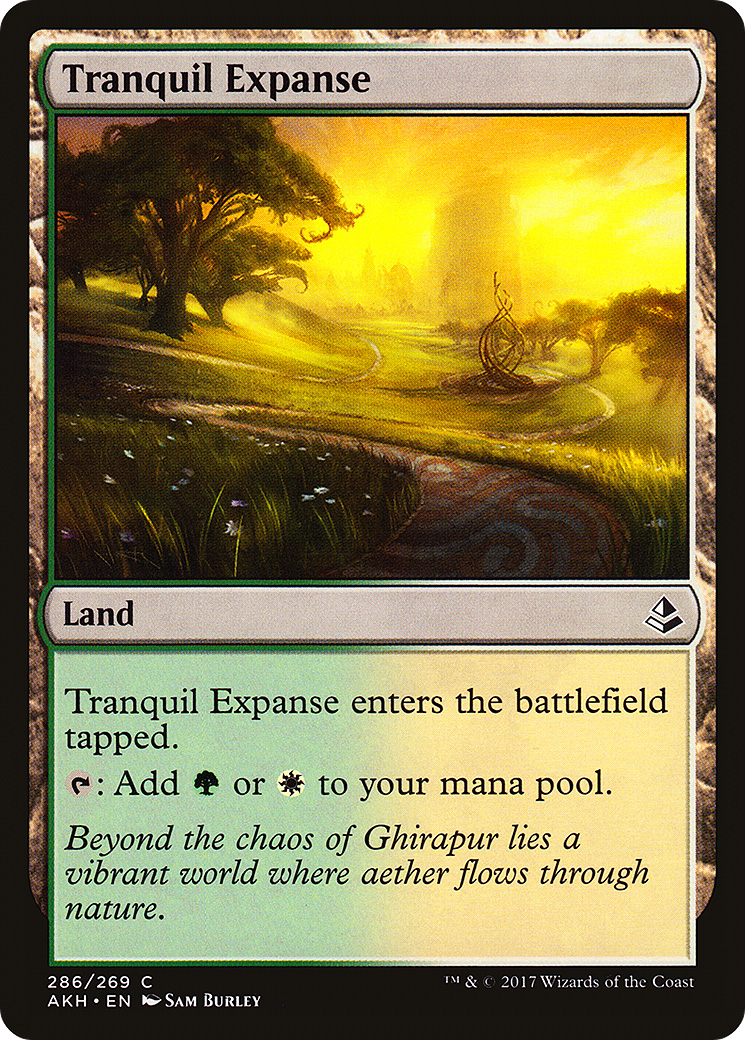 Tranquil Expanse
Land
Tranquil Expanse enters the battlefield
tapped.
: Add or to your mana pool.
Beyond the chaos of Ghirapur lies a
vibrant world where aether flows through
nature.
286/269 C
™ & © 2017 Wizards of the Coast
AKH • EN Sam Burley